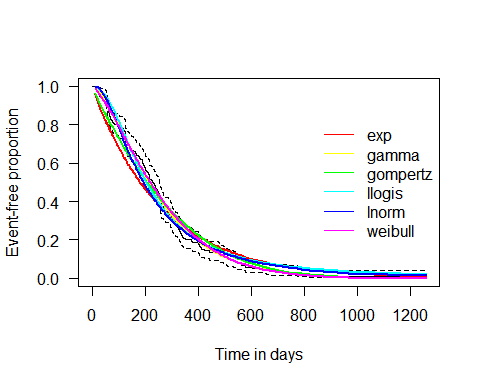 1.0
0.8
0.6
0.4
0.2
0.0
Event-free proportion
exp
gamma
gompertz
llogis
lnorm
weibull
0 200 400 600 800 1000 1200
Time in days